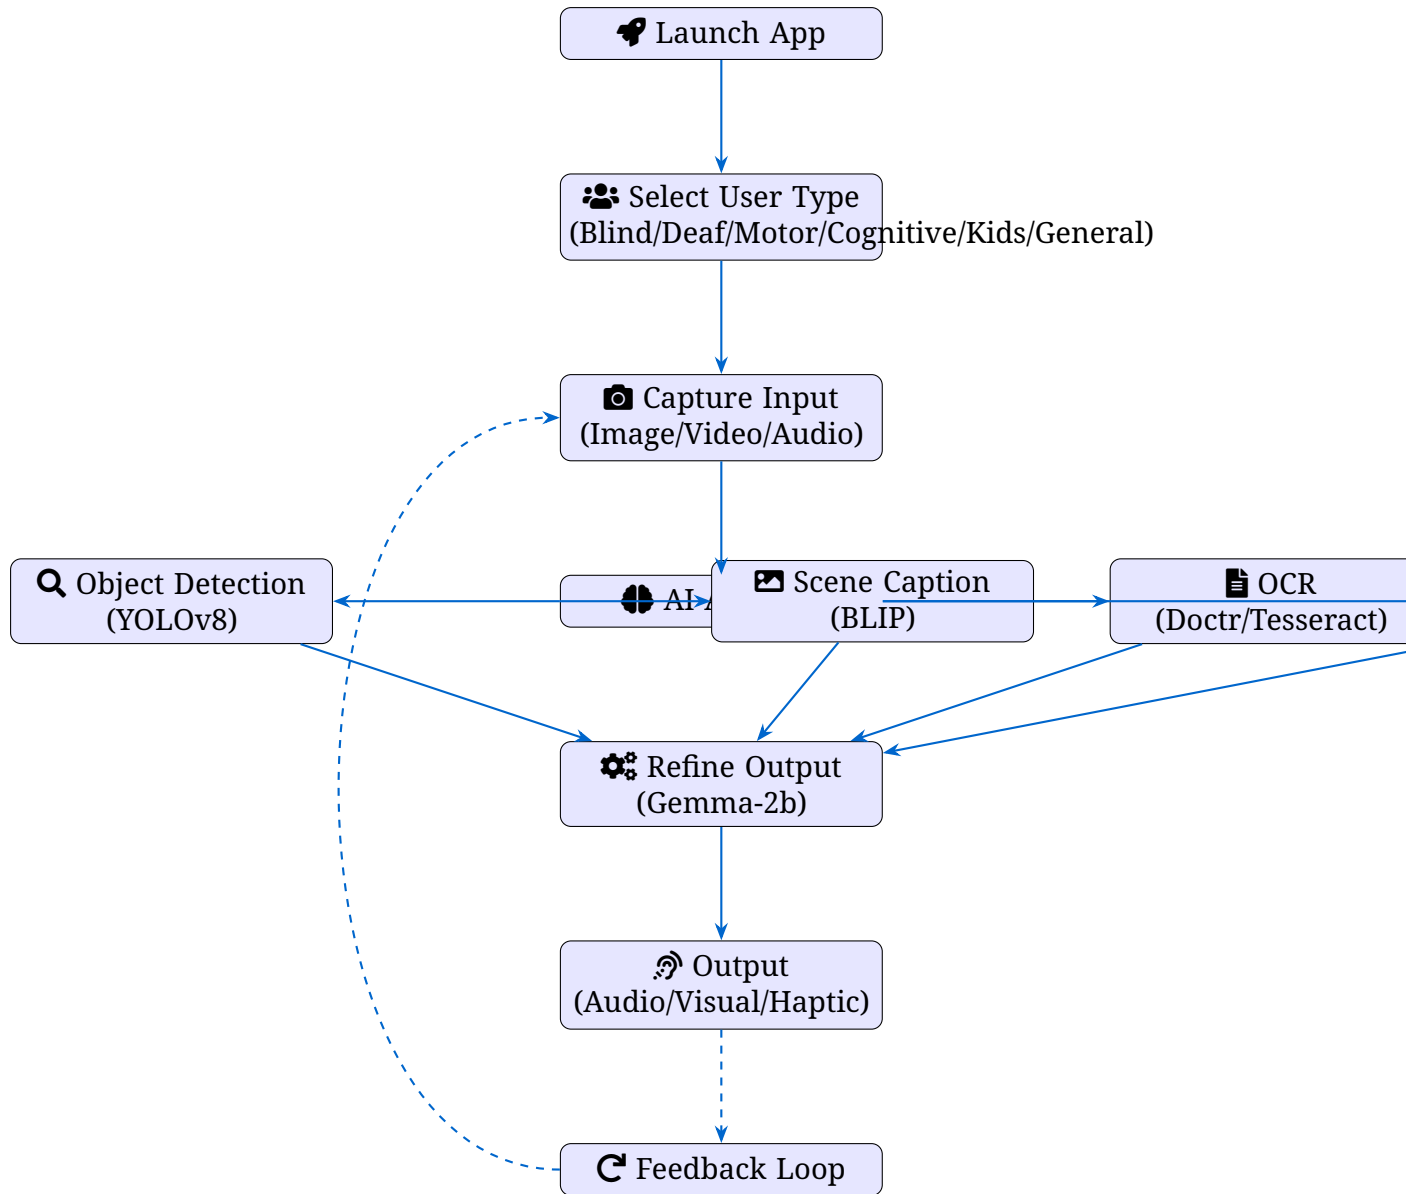 Launch App
Select User Type
(Blind/Deaf/Motor/Cognitive/Kids/General)
Capture Input
(Image/Video/Audio)
Object Detection
(YOLOv8)
AI
Scene Caption
(BLIP)
OCR
(Doctr/Tesseract)
Refine Output
(Gemma-2b)
Output
(Audio/Visual/Haptic)
Feedback Loop